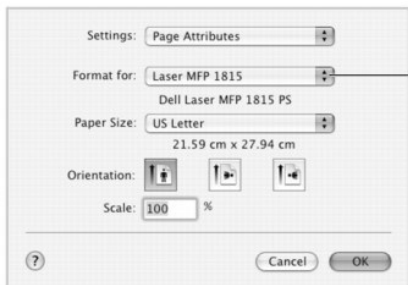 Settings: Page Attributes
Format for: Laser MFP 1815
Dell Laser MFP 1815 PS
Paper Size: US Letter
21.59 cm x 27.94 cm
Orientation:
Scale: 100 %
? Cancel OK